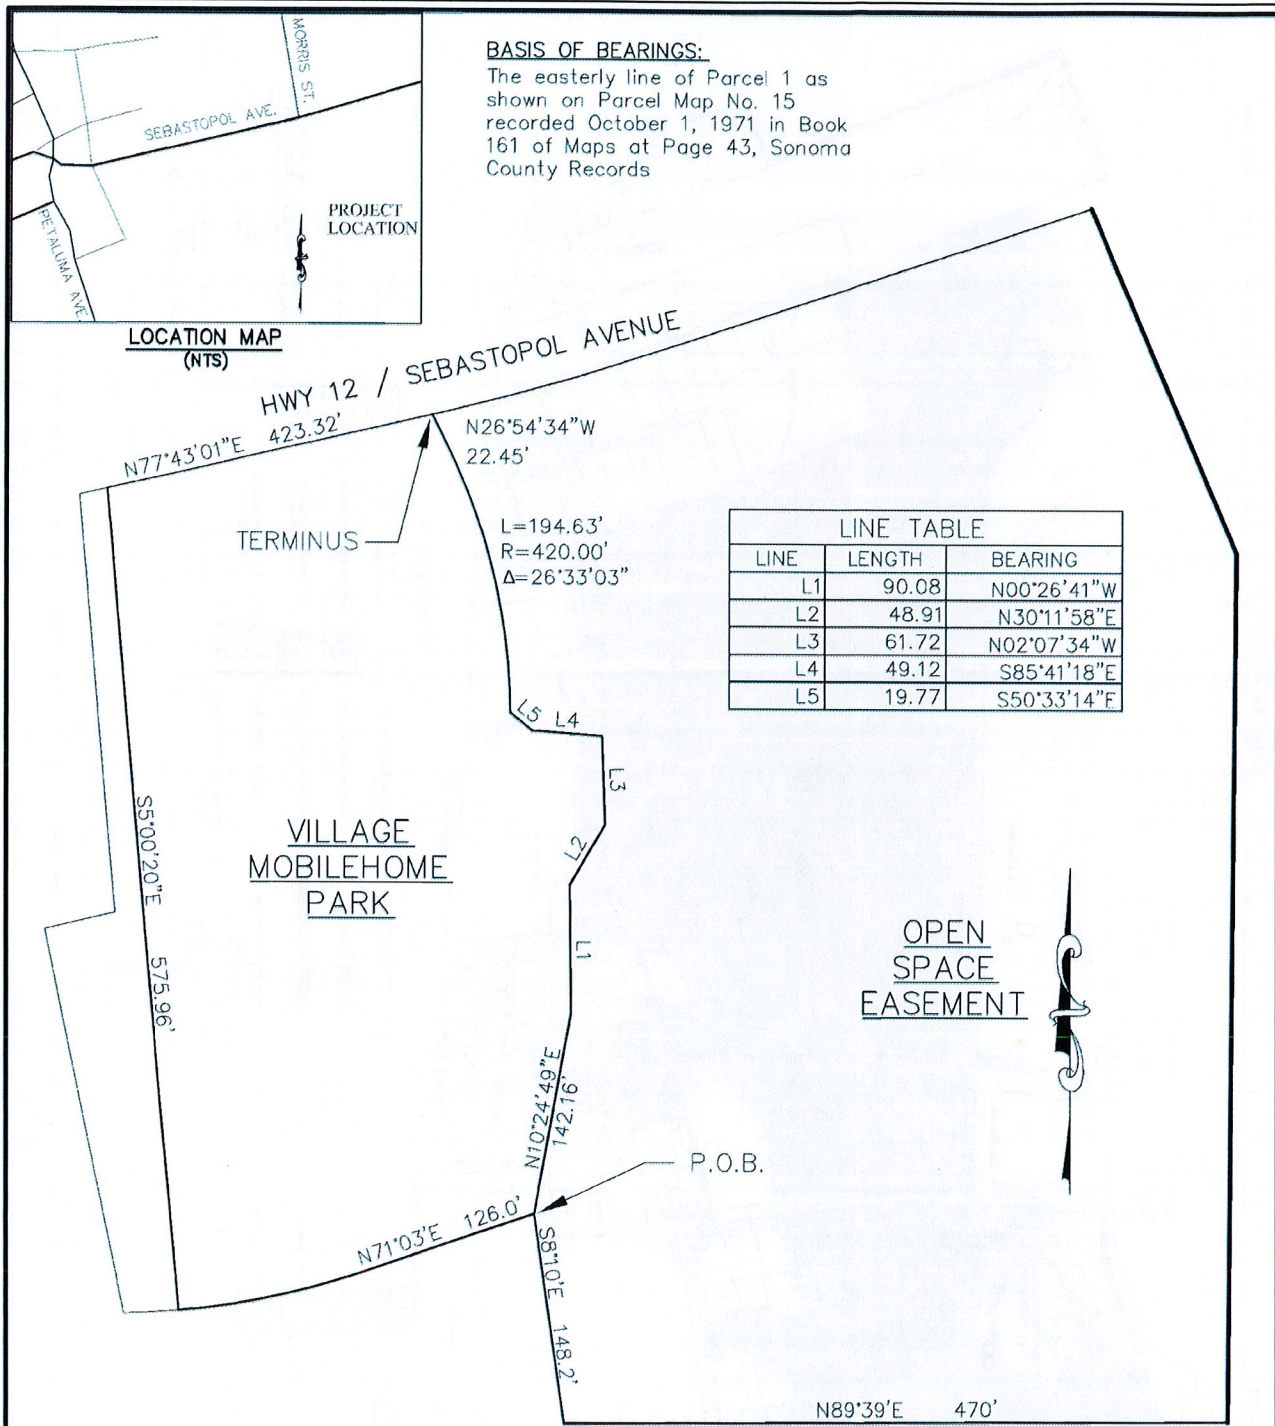 MORRIS ST.
SEBASTOPOL AVE.
PROJECT
LOCATION
PETALUMA AVE.
LOCATION MAP
(NTS)
BASIS OF BEARINGS:
The easterly line of Parcel 1 as
shown on Parcel Map No. 15
recorded October 1, 1971 in Book
161 of Maps at Page 43, Sonoma
County Records
HWY 12 / SEBASTOPOL AVENUE
N77°43'01"E 423.32'
N26°54'34"W
22.45'
TERMINUS
L=194.63'
R=420.00'
Δ=26°33'03"
LINE TABLE
LINE LENGTH BEARING
L1 90.08 N00°26'41"W
L2 48.91 N30°11'58"E
L3 61.72 N02°07'34"W
L4 49.12 S85°41'18"E
L5 19.77 S50°33'14"E
L5 L4
L3
L2
L1
S5°00'20"E 575.96'
VILLAGE
MOBILEHOME
PARK
OPEN
SPACE
EASEMENT
N10°24'49"E
142.16'
P.O.B.
N71°03'E 126.0'
S8°10'E 148.2'
N89°39'E 470'